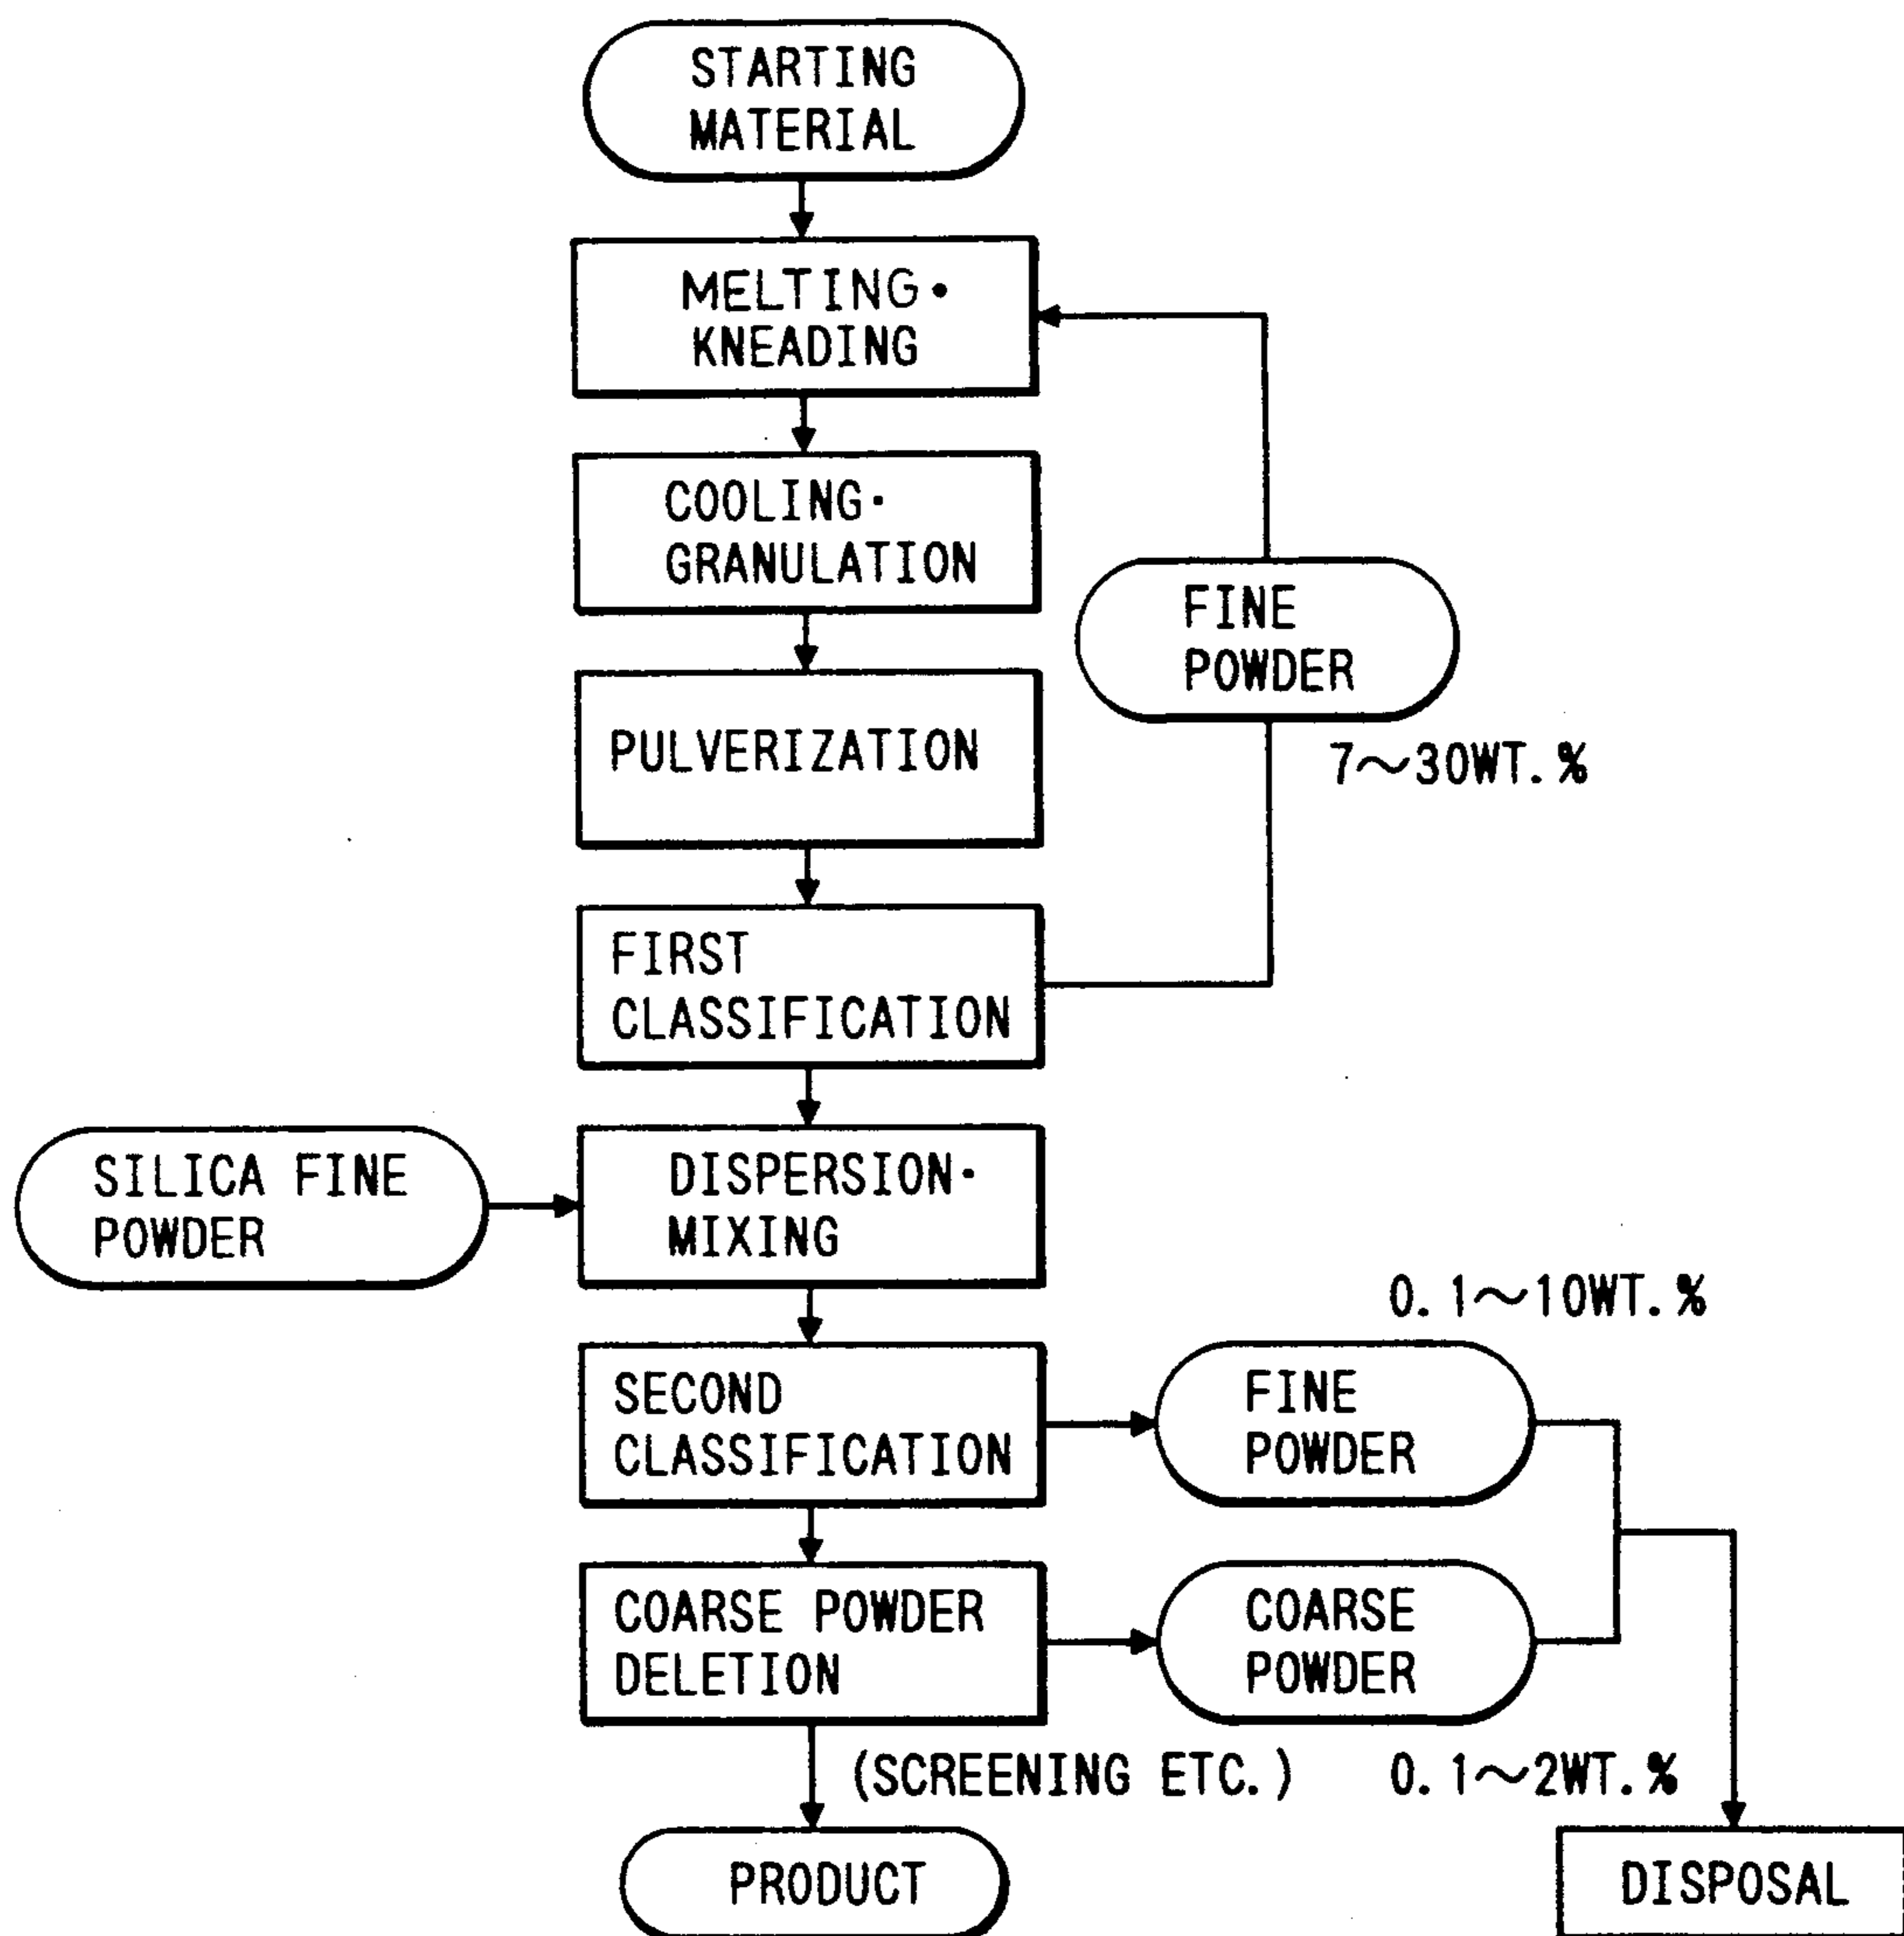 STARTING
MATERIAL
MELTING·
KNEADING
COOLING·
GRANULATION
FINE
POWDER
PULVERIZATION
7~30WT.%
FIRST
CLASSIFICATION
SILICA FINE
POWDER
DISPERSION·
MIXING
0.1~10WT.%
SECOND
CLASSIFICATION
FINE
POWDER
COARSE POWDER
DELETION
COARSE
POWDER
(SCREENING ETC.)
0.1~2WT.%
PRODUCT
DISPOSAL